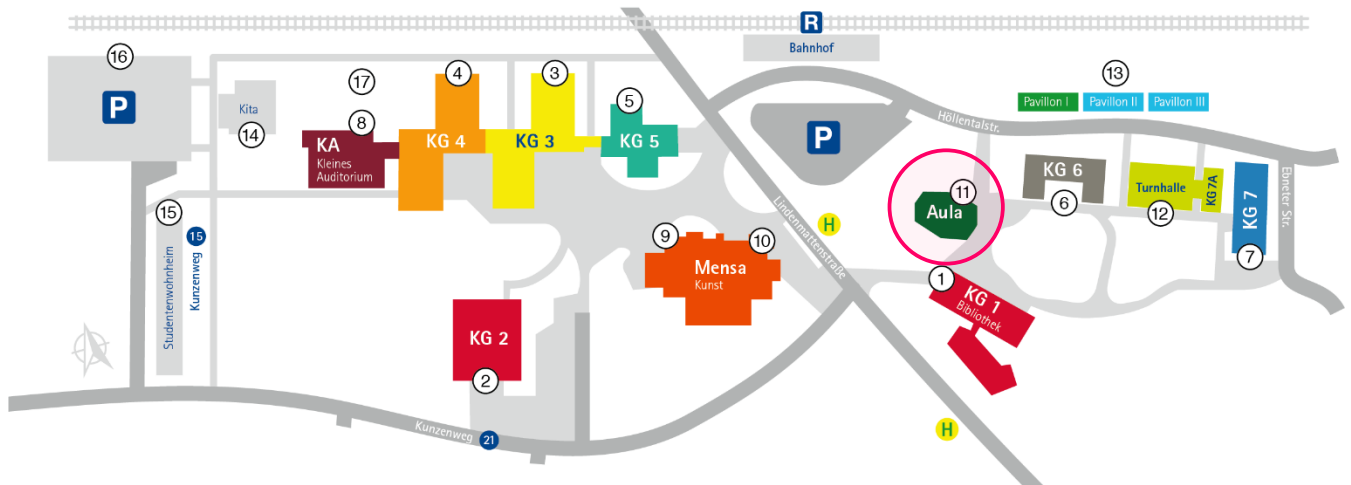 R
Bahnhof
16
P
17
4
3
13
Kita
14
8
5
Pavillon I
Pavillon II
Pavillon III
KA
Kleines
Auditorium
KG 4
KG 3
KG 5
P
Höllentalstr.
KG 6
6
Turnhalle
12
KG 7A
KG 7
7
Ebneter Str.
11
Aula
15
Studentenwohnheim
Kunzenweg
15
9
10
Mensa
Kunst
H
Lindenmattenstraße
1
KG 1
Bibliothek
KG 2
2
Kunzenweg
21
H